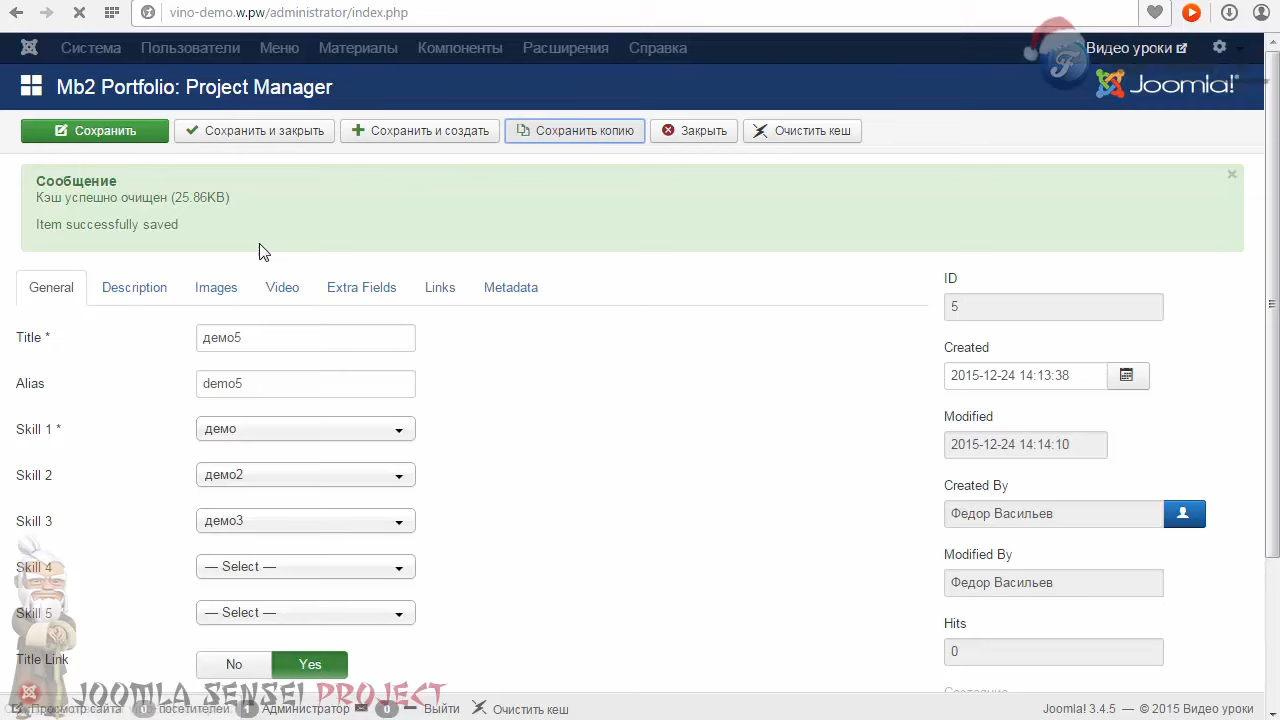 vino-demo.w.pw/administrator/index.php
Система Пользователи Меню Материалы Компоненты Расширения Справка Видео уроки
Mb2 Portfolio: Project Manager
Joomla!
Сохранить Сохранить и закрыть Сохранить и создать Сохранить копию Закрыть Очистить кеш
Сообщение
Кэш успешно очищен (25.86KB)
Item successfully saved
General Description Images Video Extra Fields Links Metadata
Title * демо5
Alias demo5
Skill 1 * демо
Skill 2 демо2
Skill 3 демо3
Skill 4 — Select —
Skill 5 — Select —
Title Link No Yes
ID
5
Created
2015-12-24 14:13:38
Modified
2015-12-24 14:14:10
Created By
Федор Васильев
Modified By
Федор Васильев
Hits
0
Состояние
JOOMLA SENSEI PROJECT
Просмотр сайта 0 посетителей 1 Администратор 0 Выйти Очистить кеш
Joomla! 3.4.5 — © 2015 Видео уроки